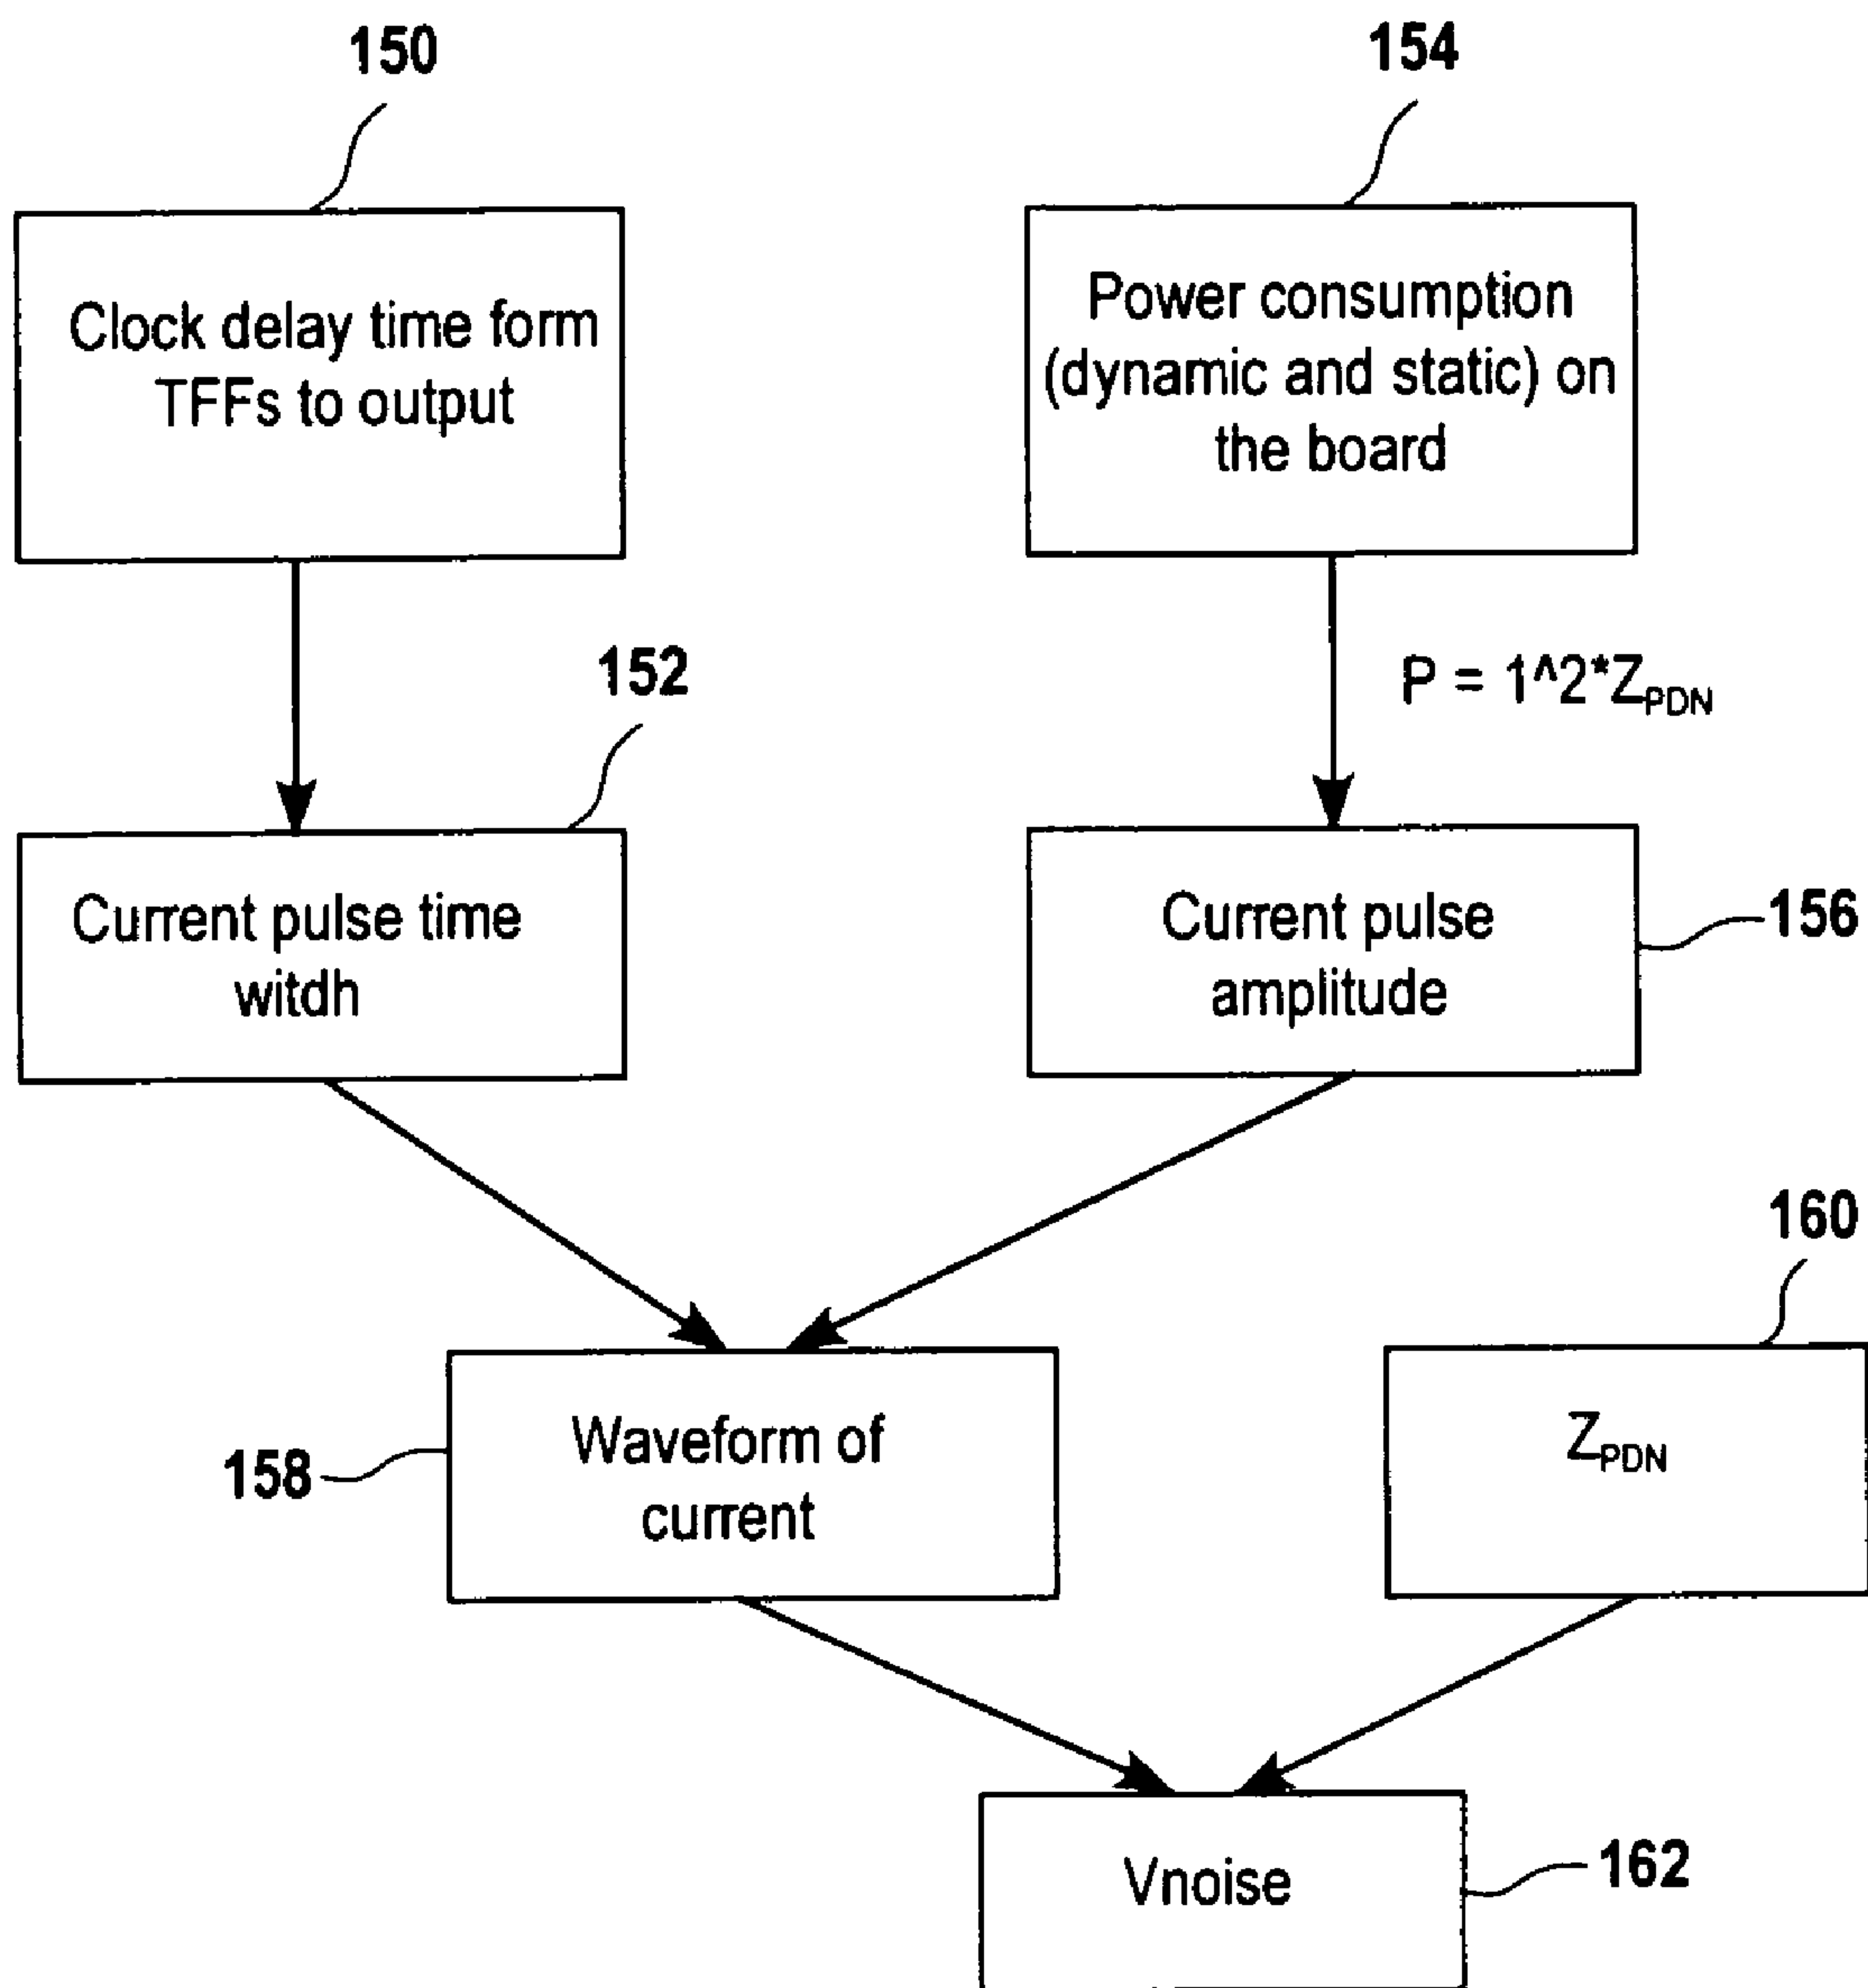 150
154
Clock delay time form
TFFs to output
Power consumption
(dynamic and static) on
the board
152
P = 1^2*ZPDN
Current pulse time
witdh
Current pulse
amplitude
156
160
158
Waveform of
current
ZPDN
Vnoise
162